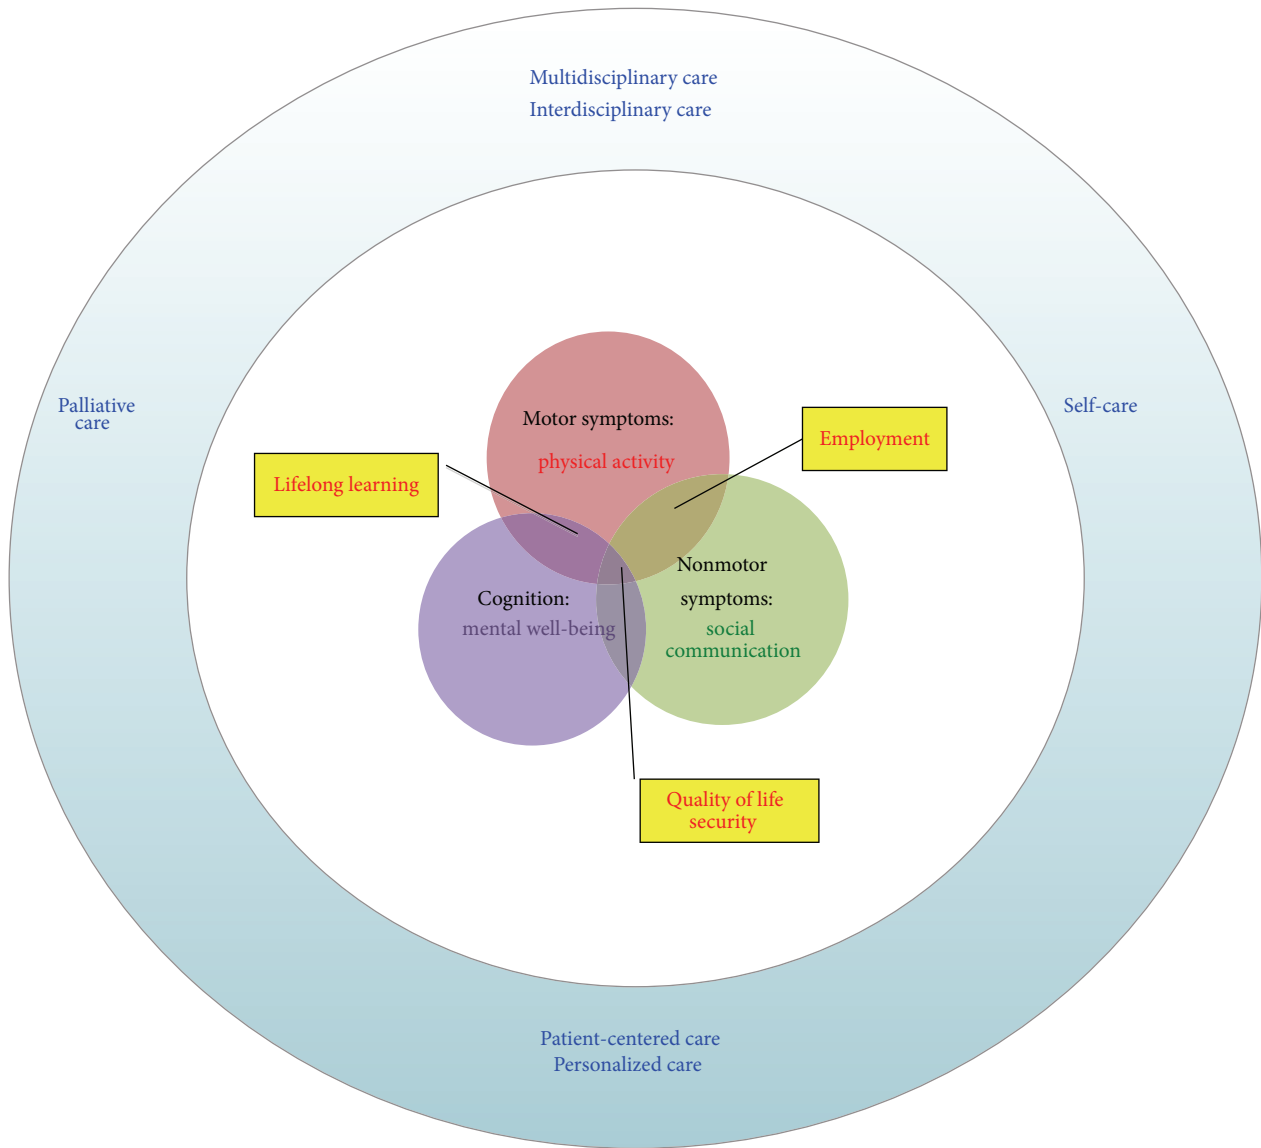 Multidisciplinary care
Interdisciplinary care
Palliative
care
Self-care
Motor symptoms:
physical activity
Employment
Lifelong learning
Nonmotor
symptoms:
social
communication
Cognition:
mental well-being
Quality of life
security
Patient-centered care
Personalized care